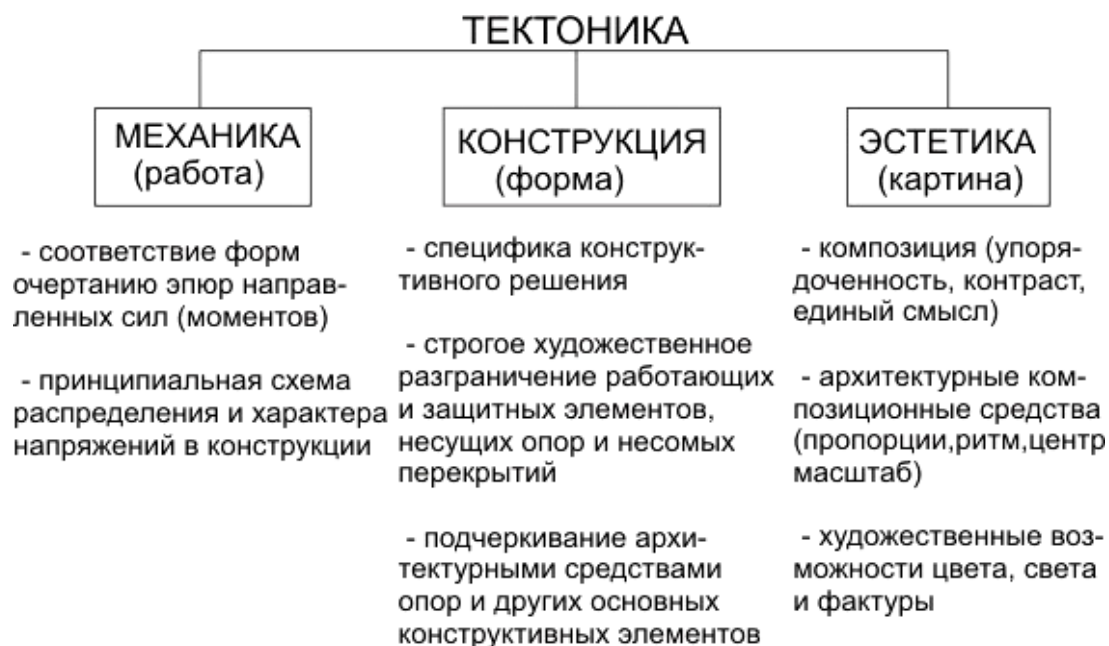 ТЕКТОНИКА
МЕХАНИКА
(работа)
- соответствие форм
очертанию эпюр направ-
ленных сил (моментов)
- принципиальная схема
распределения и характера
напряжений в конструкции
КОНСТРУКЦИЯ
(форма)
- специфика конструк-
тивного решения
- строгое художественное
разграничение работающих
и защитных элементов,
несущих опор и несомых
перекрытий
- подчеркивание архи-
тектурными средствами
опор и других основных
конструктивных элементов
ЭСТЕТИКА
(картина)
- композиция (упоря-
доченность, контраст,
единый смысл)
- архитектурные ком-
позиционные средства
(пропорции,ритм,центр
масштаб)
- художественные воз-
можности цвета, света
и фактуры